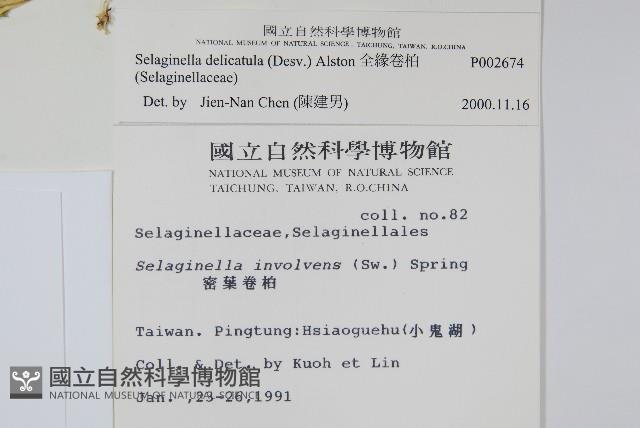 國立自然科學博物館
NATIONAL MUSEUM OF NATURAL SCIENCE, TAICHUNG, TAIWAN, R.O.CHINA
Selaginella delicatula (Desv.) Alston 全緣卷柏 P002674
(Selaginellaceae)
Det. by Jien-Nan Chen (陳建男) 2000.11.16
國立自然科學博物館
NATIONAL MUSEUM OF NATURAL SCIENCE
TAICHUNG, TAIWAN, R.O.CHINA
coll. no.82
Selaginellaceae,Selaginellales
Selaginella involvens (Sw.) Spring
密葉卷柏
Taiwan. Pingtung:Hsiaoguehu(小鬼湖)
Coll. & Det. by Kuoh et Lin
國立自然科學博物館
NATIONAL MUSEUM OF NATURAL SCIENCE
Jan. ,23-26,1991